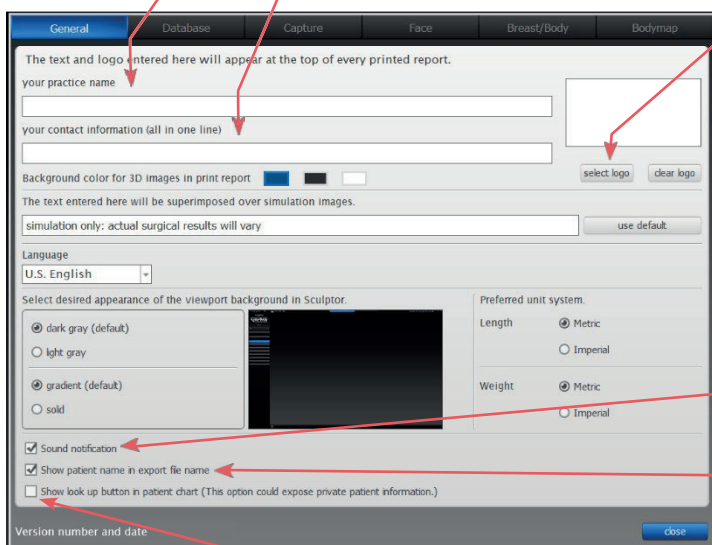 General Database Capture Face Breast/Body Bodymap
The text and logo entered here will appear at the top of every printed report.
your practice name
your contact information (all in one line)
select logo clear logo
Background color for 3D images in print report
The text entered here will be superimposed over simulation images.
simulation only: actual surgical results will vary use default
Language
U.S. English
Select desired appearance of the viewport background in Sculptor. Preferred unit system.
dark gray (default) Length Metric
light gray Imperial
gradient (default) Weight Metric
solid Imperial
Sound notification
Show patient name in export file name
Show look up button in patient chart (This option could expose private patient information.)
Version number and date close